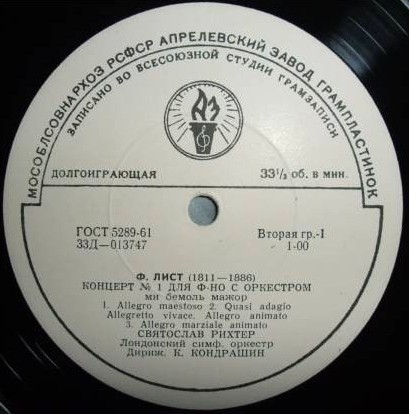 МОСОБЛСОВНАРХОЗ РСФСР АПРЕЛЕВСКИЙ ЗАВОД ГРАМПЛАСТИНОК
ЗАПИСАНО ВО ВСЕСОЮЗНОЙ СТУДИИ ГРАМЗАПИСИ
АЗ
ДОЛГОИГРАЮЩАЯ 33⅓ об. в мин.
ГОСТ 5289-61 Вторая гр.-I
33Д—013747 1-00
Ф. ЛИСТ (1811—1886)
КОНЦЕРТ № 1 ДЛЯ Ф-НО С ОРКЕСТРОМ
ми бемоль мажор
1. Allegro maestoso 2. Quasi adagio
Allegretto vivace. Allegro animato
3. Allegro marziale animato
СВЯТОСЛАВ РИХТЕР
Лондонский симф. оркестр
Дириж. К. КОНДРАШИН